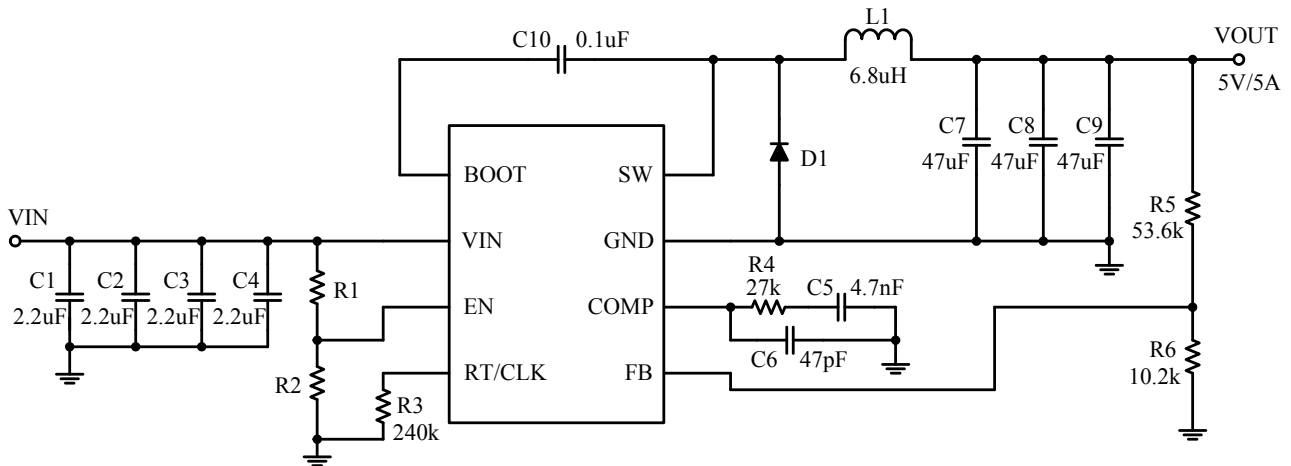 L1
C10 0.1uF
VOUT
6.8uH
5V/5A
C7 C8 C9
47uF 47uF 47uF
D1
BOOT SW
R5
53.6k
VIN
VIN GND
C1 C2 C3 C4
2.2uF 2.2uF 2.2uF 2.2uF
R1
R4
27k
C5 4.7nF
EN COMP
C6 47pF
R6
10.2k
R2
RT/CLK FB
R3
240k